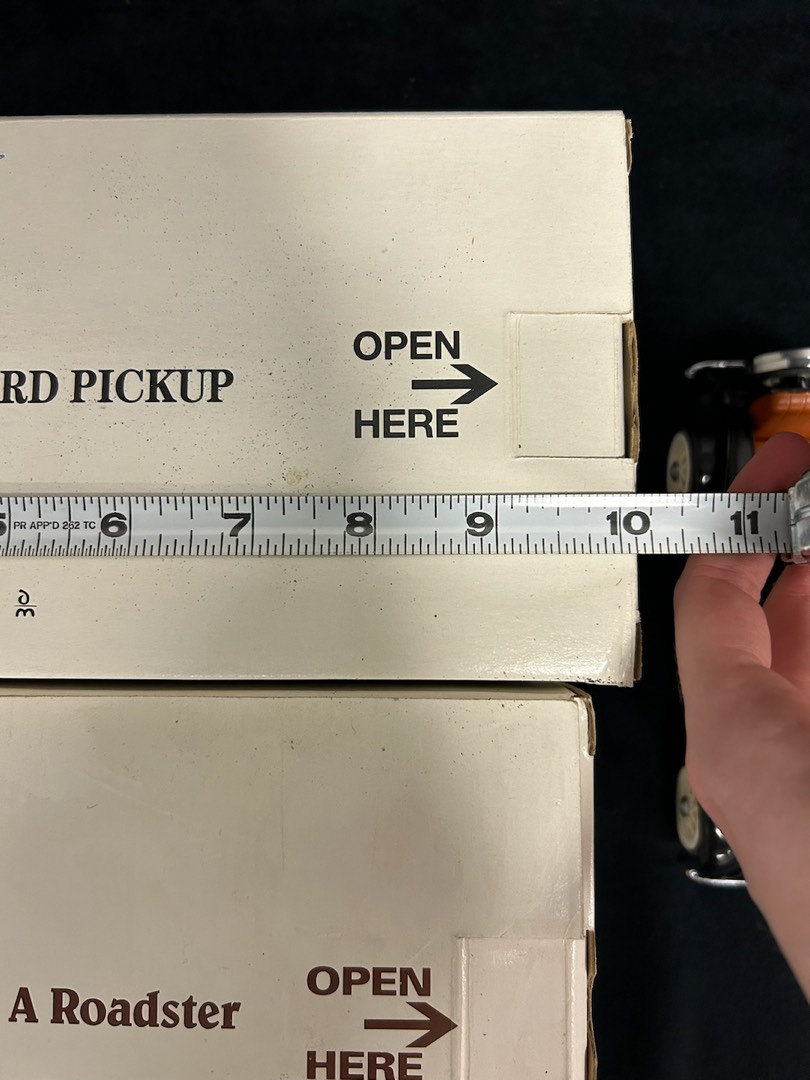 OPEN
RD PICKUP
HERE
PR APP'D 262 TC 6 7 8 9 10 11
OPEN
A Roadster
HERE